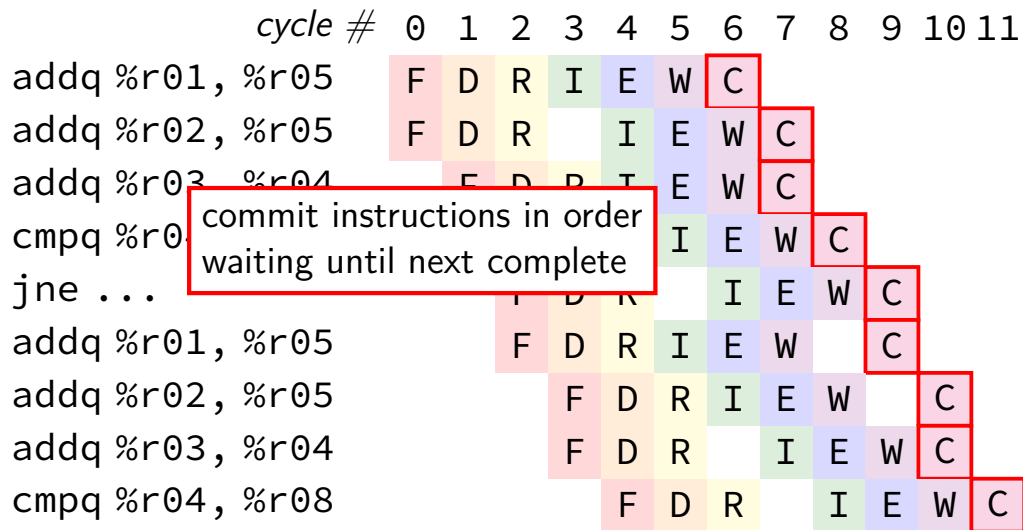 cycle # 0 1 2 3 4 5 6 7 8 9 10 11
addq %r01, %r05 F D R I E W C
addq %r02, %r05 F D R I E W C
addq %r03, %r04 F D R I E W C
cmpq %r0 I E W C
commit instructions in order
waiting until next complete
jne ... F D R I E W C
addq %r01, %r05 F D R I E W C
addq %r02, %r05 F D R I E W C
addq %r03, %r04 F D R I E W C
cmpq %r04, %r08 F D R I E W C